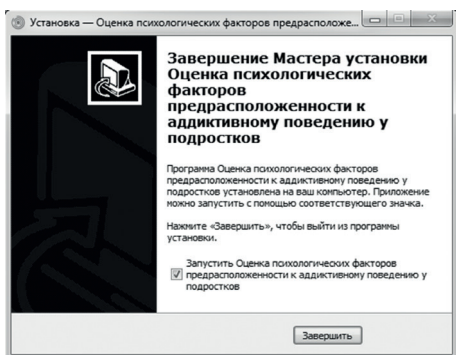 Установка — Оценка психологических факторов предрасположе...
Завершение Мастера установки
Оценка психологических
факторов
предрасположенности к
аддиктивному поведению у
подростков
Программа Оценка психологических факторов
предрасположенности к аддиктивному поведению у
подростков установлена на ваш компьютер. Приложение
можно запустить с помощью соответствующего значка.
Нажмите «Завершить», чтобы выйти из программы
установки.
Запустить Оценка психологических факторов
предрасположенности к аддиктивному поведению у
подростков
Завершить